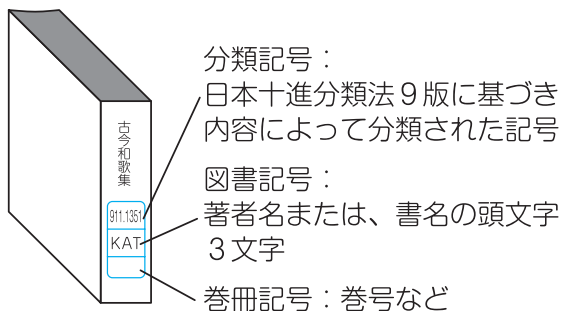 分類記号：
日本十進分類法９版に基づき
内容によって分類された記号
古今和歌集
911.1351
図書記号：
KAT
著者名または、書名の頭文字
３文字
巻冊記号：巻号など